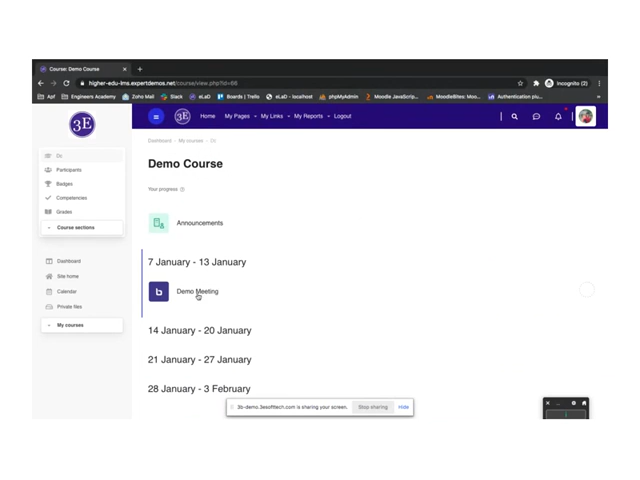 Course: Demo Course
higher-edu-lms.expertdemos.net/course/view.php?id=66
Incognito (2)
Apf
Engineers Academy
Zoho Mail
Slack
eLaD
Boards | Trello
eLaD - localhost
phpMyAdmin
Moodle JavaScrip...
MoodleBites: Moo...
Authentication plu...
3E
3E
Home
My Pages
My Links
My Reports
Logout
Dc
Participants
Badges
Competencies
Grades
Course sections
Dashboard
Site home
Calendar
Private files
My courses
Dashboard
My courses
Dc
Demo Course
Your progress
Announcements
7 January - 13 January
b
Demo Meeting
14 January - 20 January
21 January - 27 January
28 January - 3 February
3b-demo.3esofttech.com is sharing your screen.
Stop sharing
Hide